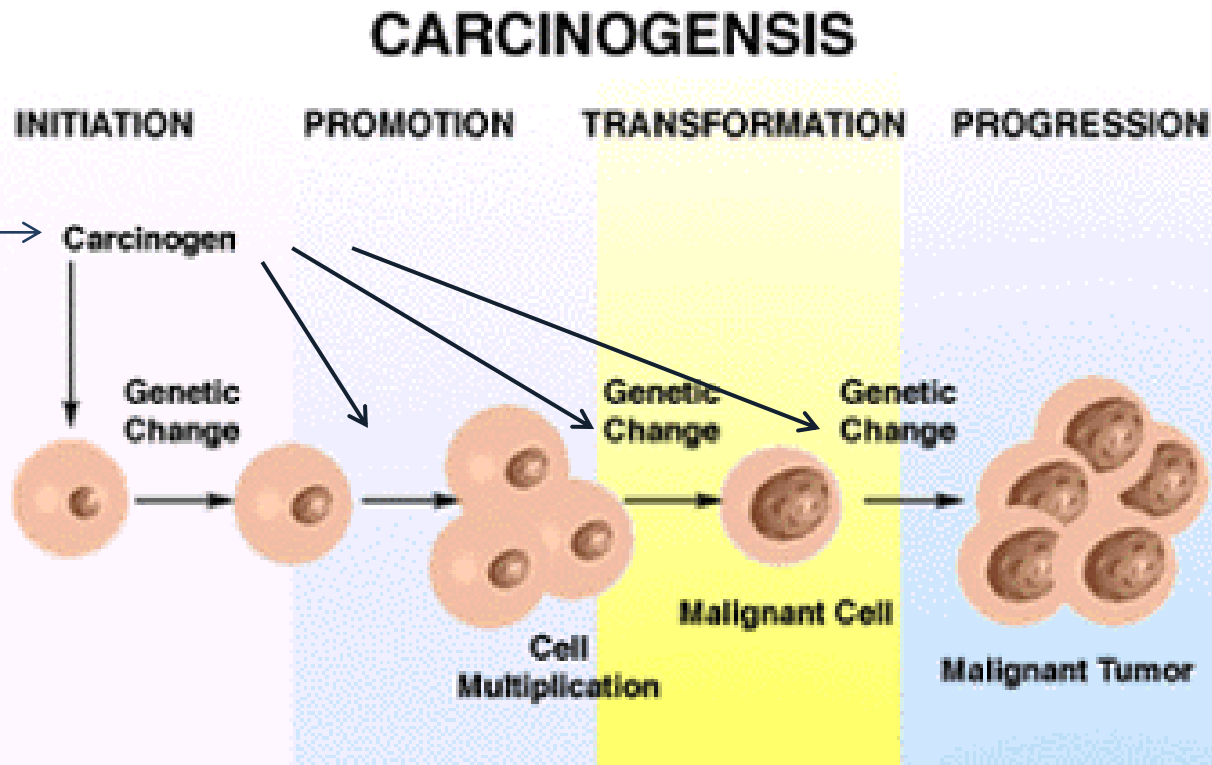 CARCINOGENSIS
INITIATION
PROMOTION
TRANSFORMATION
PROGRESSION
Carcinogen
Genetic
Change
Genetic
Change
Genetic
Change
Cell
Multiplication
Malignant Cell
Malignant Tumor